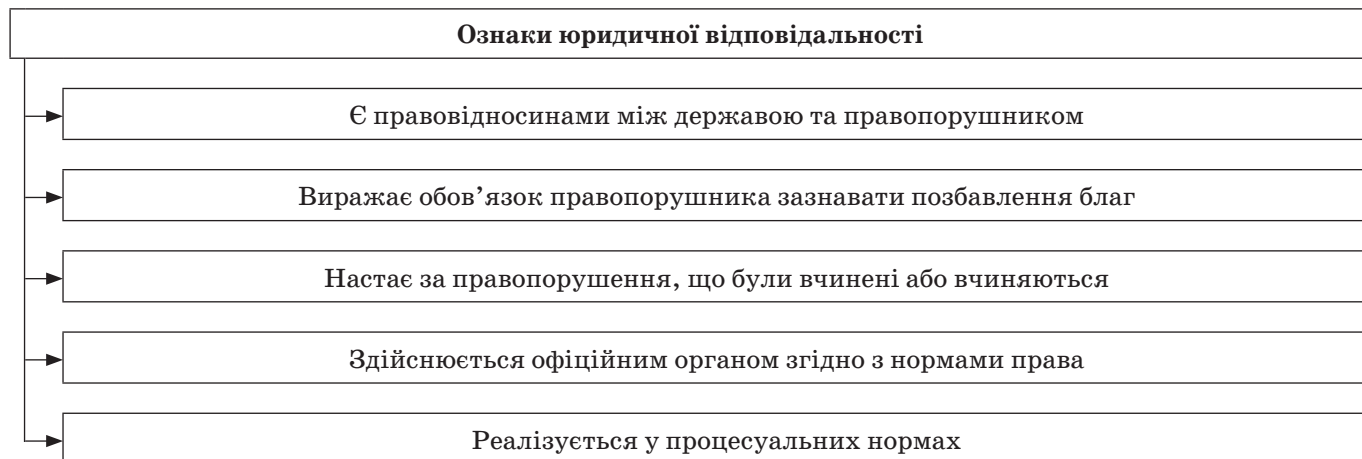 Ознаки юридичної відповідальності
Є правовідносинами між державою та правопорушником
Виражає обов’язок правопорушника зазнавати позбавлення благ
Настає за правопорушення, що були вчинені або вчиняються
Здійснюється офіційним органом згідно з нормами права
Реалізується у процесуальних нормах